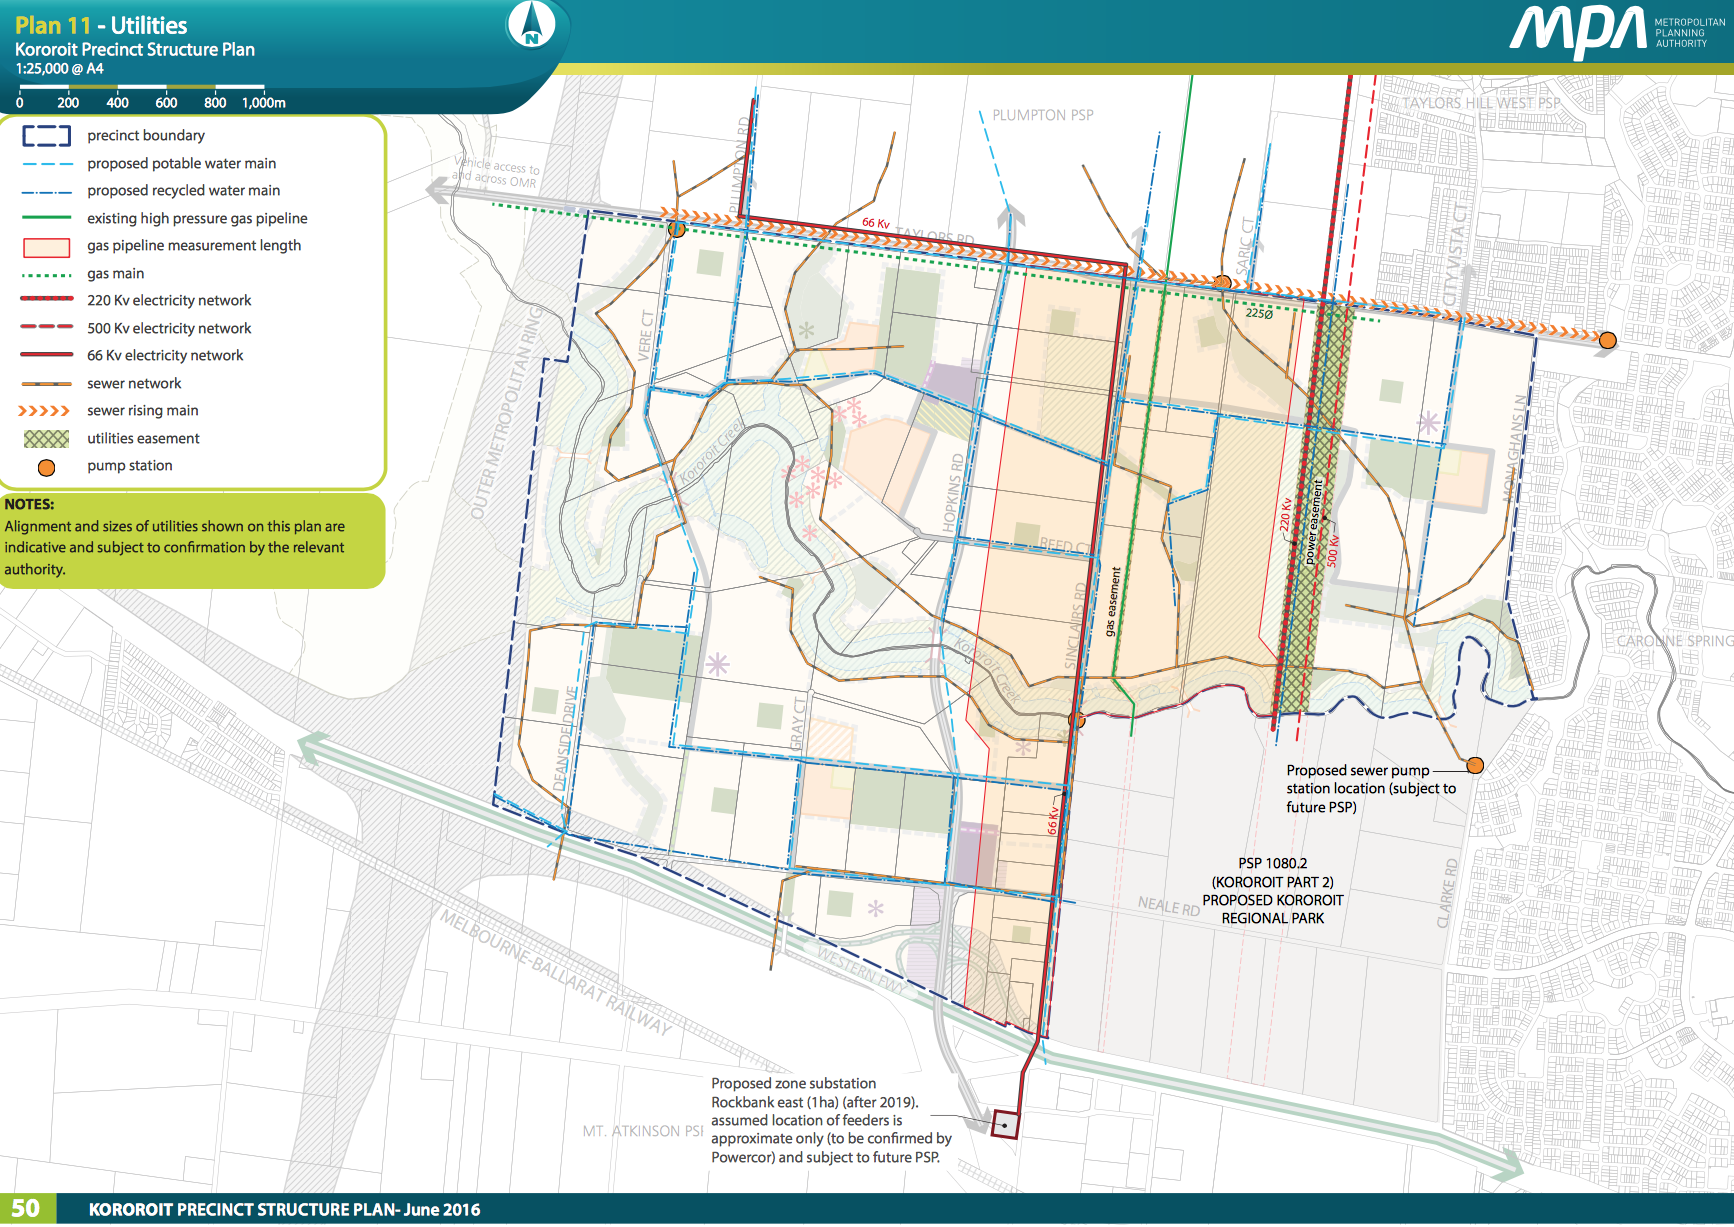 Plan 11 - Utilities
Kororoit Precinct Structure Plan
1:25,000 @ A4
0 200 400 600 800 1,000m
N
MPA
METROPOLITAN
PLANNING
AUTHORITY
precinct boundary
proposed potable water main
proposed recycled water main
existing high pressure gas pipeline
gas pipeline measurement length
gas main
220 Kv electricity network
500 Kv electricity network
66 Kv electricity network
sewer network
sewer rising main
utilities easement
pump station
NOTES:
Alignment and sizes of utilities shown on this plan are
indicative and subject to confirmation by the relevant
authority.
Vehicle access to
and across OMR
PLUMPTON RD
PLUMPTON PSP
TAYLORS HILL WEST PSP
66 Kv
TAYLORS RD
SARIC CT
CITY VISTA CT
225Ø
OUTER METROPOLITAN RING
VERE CT
Kororoit Creek
HOPKINS RD
MONAGHANS LN
REED CT
220 Kv
power easement
500 Kv
gas easement
SINCLAIRS RD
Kororoit Creek
CAROLINE SPRING
DEANSIDE DRIVE
GRAY CT
66 Kv
Proposed sewer pump
station location (subject to
future PSP)
PSP 1080.2
(KOROROIT PART 2)
PROPOSED KOROROIT
REGIONAL PARK
NEALE RD
CLARKE RD
WESTERN FWY
MELBOURNE-BALLARAT RAILWAY
MT. ATKINSON PSP
Proposed zone substation
Rockbank east (1ha) (after 2019).
assumed location of feeders is
approximate only (to be confirmed by
Powercor) and subject to future PSP.
50
KOROROIT PRECINCT STRUCTURE PLAN- June 2016